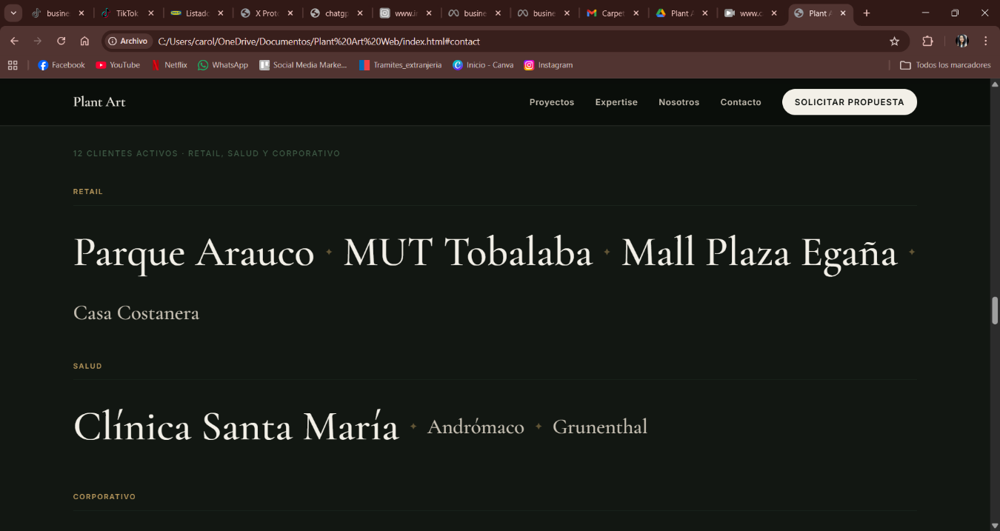 busine
TikTok
Listado
X Prot
chatgp
www.i
busine
busine
Carpet
Plant A
www.c
Plant A
Archivo C:/Users/carol/OneDrive/Documentos/Plant%20Art%20Web/index.html#contact
Facebook YouTube Netflix WhatsApp Social Media Marke... Tramites_extranjeria Inicio - Canva Instagram Todos los marcadores
Plant Art Proyectos Expertise Nosotros Contacto SOLICITAR PROPUESTA
12 CLIENTES ACTIVOS · RETAIL, SALUD Y CORPORATIVO
RETAIL
Parque Arauco ✦ MUT Tobalaba ✦ Mall Plaza Egaña ✦
Casa Costanera
SALUD
Clínica Santa María ✦ Andrómaco ✦ Grunenthal
CORPORATIVO